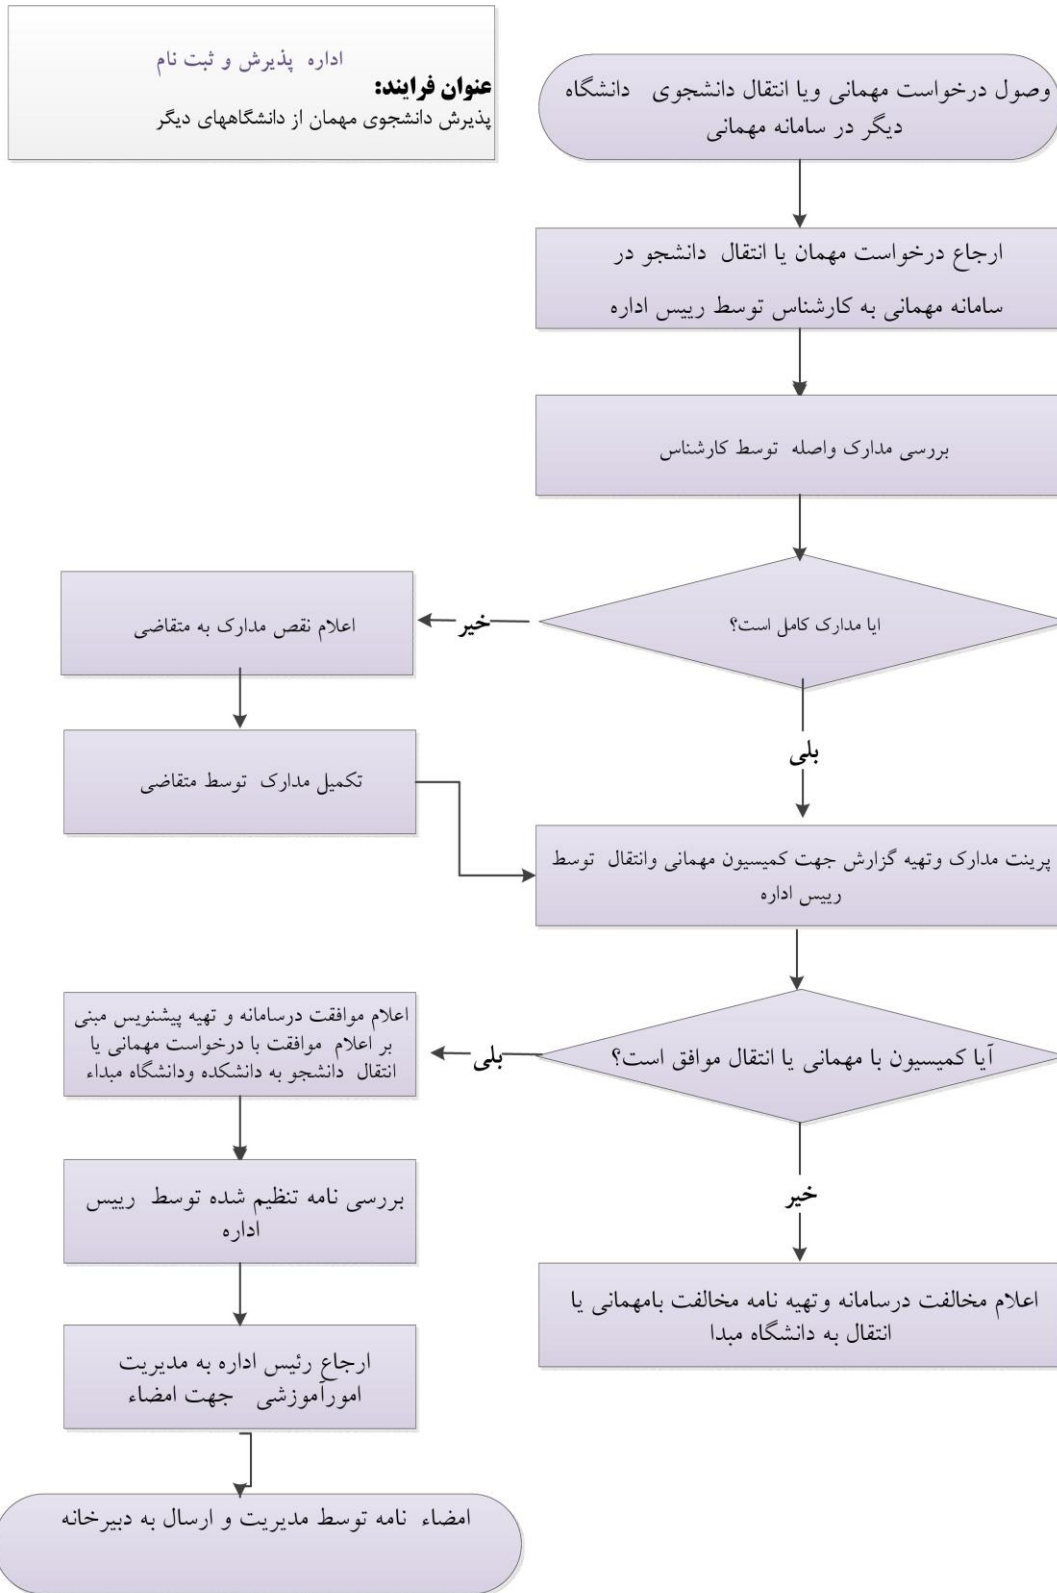 اداره پذیرش و ثبت نام
عنوان فرایند:
پذیرش دانشجوی مهمان از دانشگاههای دیگر
وصول درخواست مهمانی ویا انتقال دانشجوی دانشگاه
دیگر در سامانه مهمانی
ارجاع درخواست مهمان یا انتقال دانشجو در
سامانه مهمانی به کارشناس توسط رییس اداره
بررسی مدارک واصله توسط کارشناس
ایا مدارک کامل است؟
خیر
اعلام نقص مدارک به متقاضی
تکمیل مدارک توسط متقاضی
بلی
پرینت مدارک وتهیه گزارش جهت کمیسیون مهمانی وانتقال توسط
رییس اداره
آیا کمیسیون با مهمانی یا انتقال موافق است؟
بلی
اعلام موافقت درسامانه و تهیه پیشنویس مبنی
بر اعلام موافقت با درخواست مهمانی یا
انتقال دانشجو به دانشکده ودانشگاه مبداء
خیر
اعلام مخالفت درسامانه وتهیه نامه مخالفت بامهمانی یا
انتقال به دانشگاه مبدا
بررسی نامه تنظیم شده توسط رییس
اداره
ارجاع رئیس اداره به مدیریت
امورآموزشی جهت امضاء
امضاء نامه توسط مدیریت و ارسال به دبیرخانه